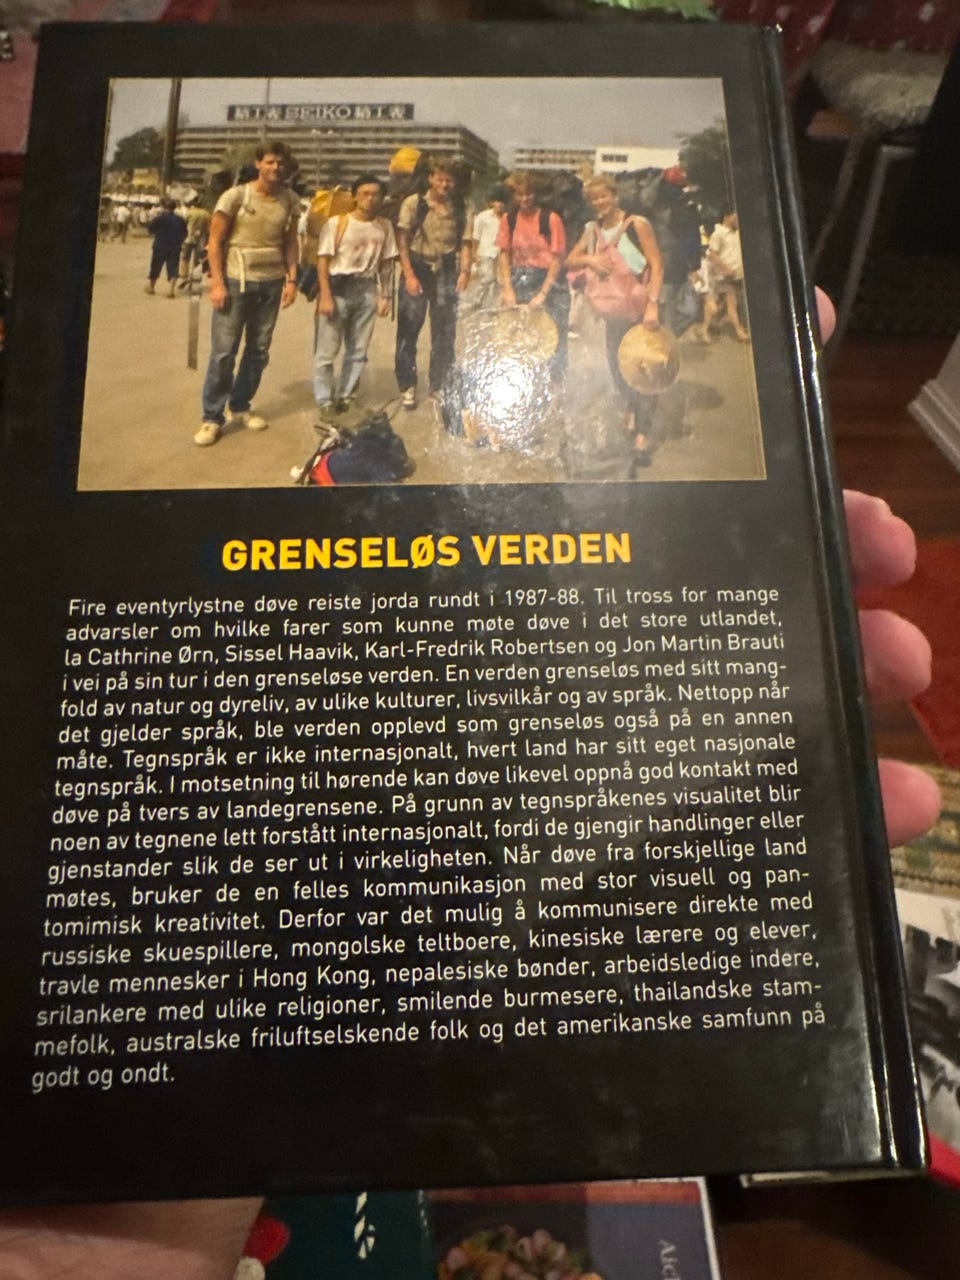 SEIKO
GRENSELØS VERDEN
Fire eventyrlystne døve reiste jorda rundt i 1987-88. Til tross for mange
advarsler om hvilke farer som kunne møte døve i det store utlandet,
la Cathrine Ørn, Sissel Haavik, Karl-Fredrik Robertsen og Jon Martin Brauti
i vei på sin tur i den grenseløse verden. En verden grenseløs med sitt mang-
fold av natur og dyreliv, av ulike kulturer, livsvilkår og av språk. Nettopp når
det gjelder språk, ble verden opplevd som grenseløs også på en annen
måte. Tegnspråk er ikke internasjonalt, hvert land har sitt eget nasjonale
tegnspråk. I motsetning til hørende kan døve likevel oppnå god kontakt med
døve på tvers av landegrensene. På grunn av tegnspråkenes visualitet blir
noen av tegnene lett forstått internasjonalt, fordi de gjengir handlinger eller
gjenstander slik de ser ut i virkeligheten. Når døve fra forskjellige land
møtes, bruker de en felles kommunikasjon med stor visuell og pan-
tomimisk kreativitet. Derfor var det mulig å kommunisere direkte med
russiske skuespillere, mongolske teltboere, kinesiske lærere og elever,
travle mennesker i Hong Kong, nepalesiske bønder, arbeidsledige indere,
srilankere med ulike religioner, smilende burmesere, thailandske stam-
mefolk, australske friluftselskende folk og det amerikanske samfunn på
godt og ondt.